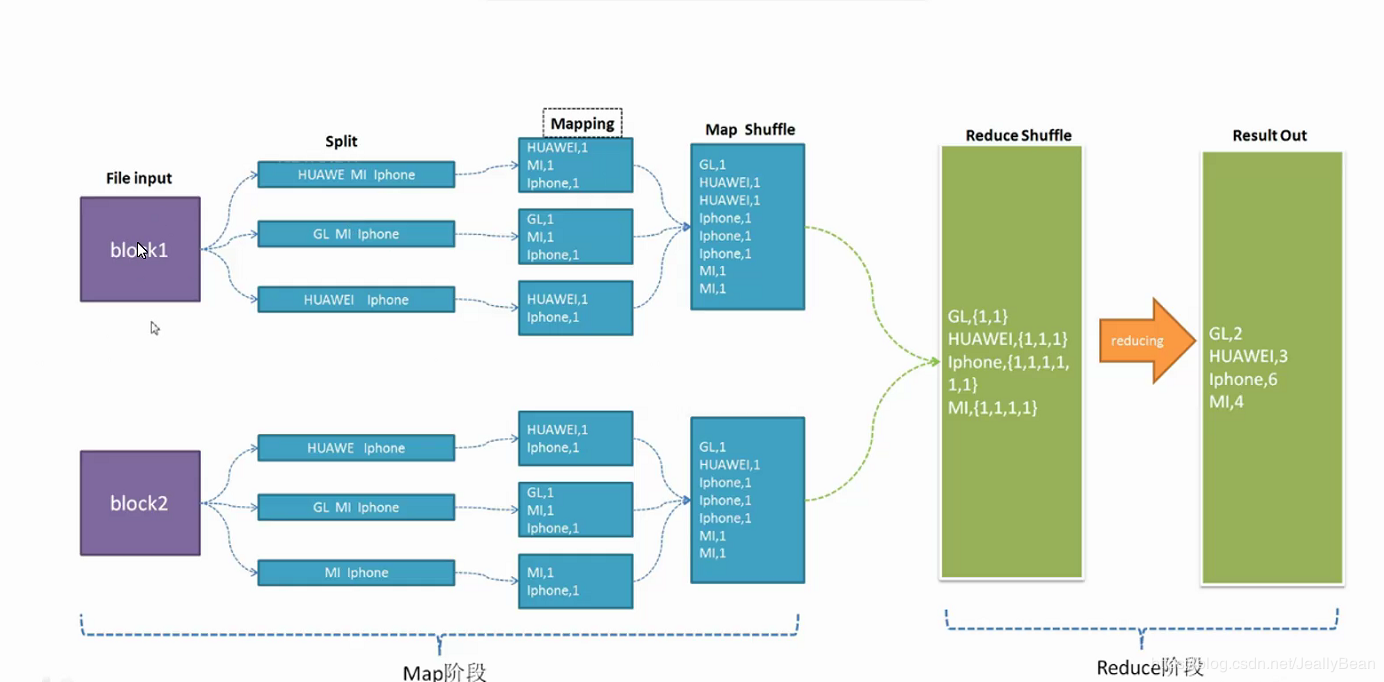 File input
Split
Mapping
Map Shuffle
Reduce Shuffle
Result Out
block1
HUAWE MI Iphone
GL MI Iphone
HUAWEI Iphone
HUAWEI,1
MI,1
Iphone,1
GL,1
MI,1
Iphone,1
HUAWEI,1
Iphone,1
GL,1
HUAWEI,1
HUAWEI,1
Iphone,1
Iphone,1
Iphone,1
MI,1
MI,1
block2
HUAWE Iphone
GL MI Iphone
MI Iphone
HUAWEI,1
Iphone,1
GL,1
MI,1
Iphone,1
MI,1
Iphone,1
GL,1
HUAWEI,1
Iphone,1
Iphone,1
Iphone,1
MI,1
MI,1
GL,{1,1}
HUAWEI,{1,1,1}
Iphone,{1,1,1,1,
1,1}
MI,{1,1,1,1}
reducing
GL,2
HUAWEI,3
Iphone,6
MI,4
Map阶段
Reduce阶段
blog.csdn.net/JeallyBean